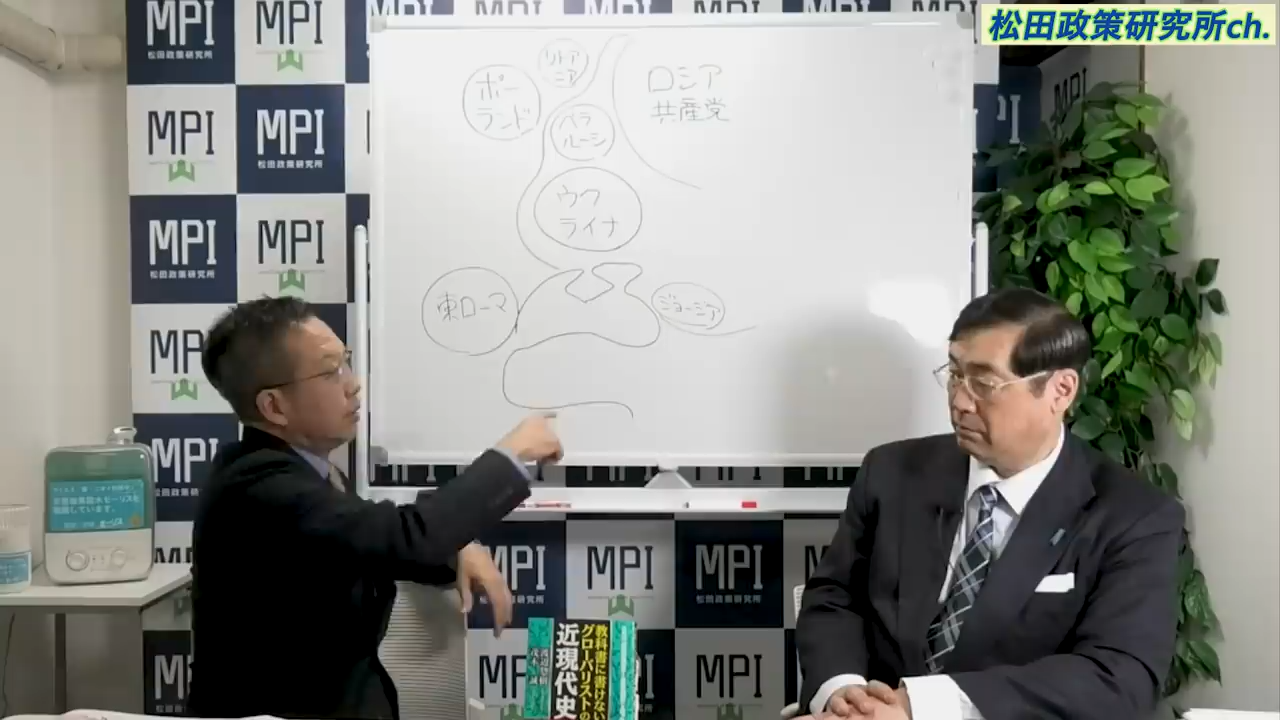 松田政策研究所ch.
MPI
松田政策研究所
リトア
ニア
ポー
ランド
ベラ
ルーシ
ロシア
共産党
ウク
ライナ
東ローマ
ジョージア
教科書に書けない
グローバリストの
近現代史